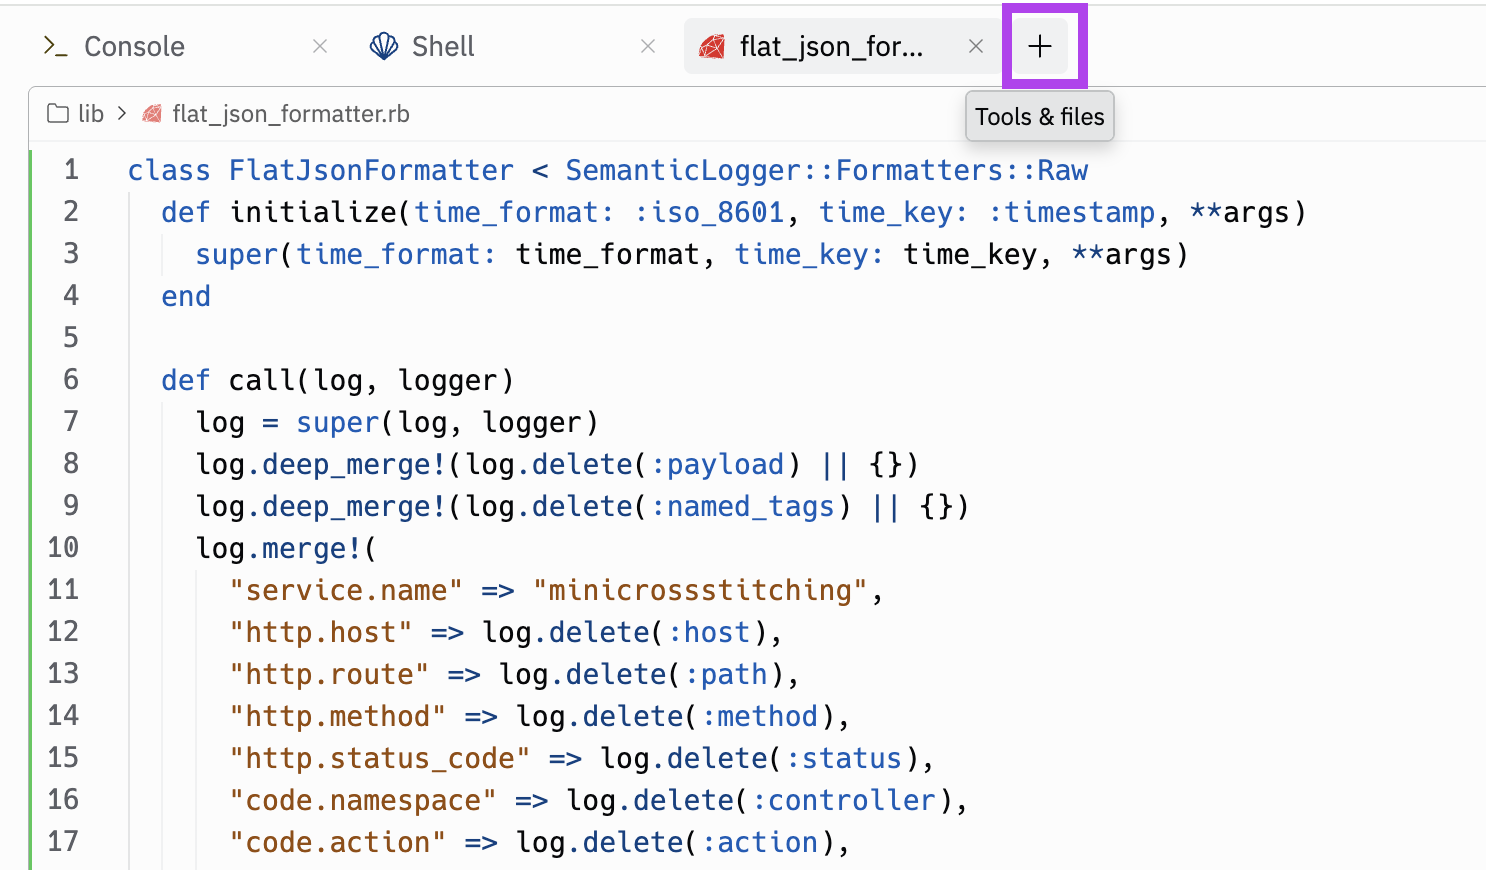 Console
Shell
flat_json_for...
Tools & files
lib > flat_json_formatter.rb
1 class FlatJsonFormatter < SemanticLogger::Formatters::Raw
2   def initialize(time_format: :iso_8601, time_key: :timestamp, **args)
3     super(time_format: time_format, time_key: time_key, **args)
4   end
5
6   def call(log, logger)
7     log = super(log, logger)
8     log.deep_merge!(log.delete(:payload) || {})
9     log.deep_merge!(log.delete(:named_tags) || {})
10     log.merge!(
11       "service.name" => "minicrossstitching",
12       "http.host" => log.delete(:host),
13       "http.route" => log.delete(:path),
14       "http.method" => log.delete(:method),
15       "http.status_code" => log.delete(:status),
16       "code.namespace" => log.delete(:controller),
17       "code.action" => log.delete(:action),